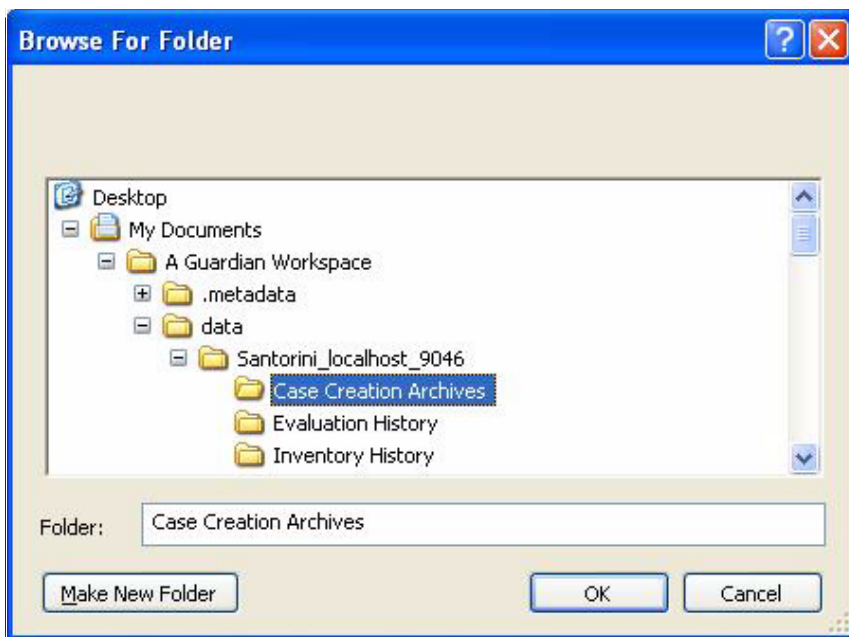 Browse For Folder
Desktop
My Documents
A Guardian Workspace
.metadata
data
Santorini_localhost_9046
Case Creation Archives
Evaluation History
Inventory History
Folder: Case Creation Archives
Make New Folder OK Cancel